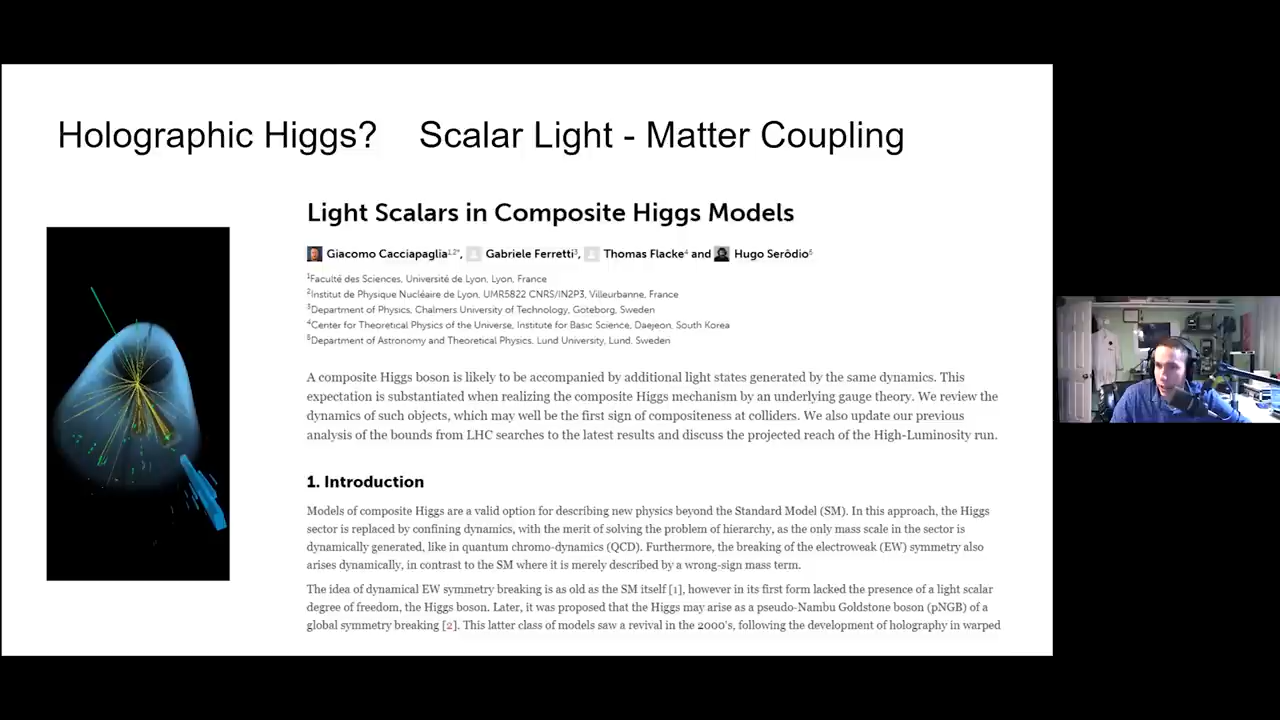 Holographic Higgs? Scalar Light - Matter Coupling
Light Scalars in Composite Higgs Models
Giacomo Cacciapaglia1,2*, Gabriele Ferretti3, Thomas Flacke4 and Hugo Serôdio5
1Faculté des Sciences, Université de Lyon, Lyon, France
2Institut de Physique Nucléaire de Lyon, UMR5822 CNRS/IN2P3, Villeurbanne, France
3Department of Physics, Chalmers University of Technology, Goteborg, Sweden
4Center for Theoretical Physics of the Universe, Institute for Basic Science, Daejeon, South Korea
5Department of Astronomy and Theoretical Physics, Lund University, Lund, Sweden
A composite Higgs boson is likely to be accompanied by additional light states generated by the same dynamics. This
expectation is substantiated when realizing the composite Higgs mechanism by an underlying gauge theory. We review the
dynamics of such objects, which may well be the first sign of compositeness at colliders. We also update our previous
analysis of the bounds from LHC searches to the latest results and discuss the projected reach of the High-Luminosity run.
1. Introduction
Models of composite Higgs are a valid option for describing new physics beyond the Standard Model (SM). In this approach, the Higgs
sector is replaced by confining dynamics, with the merit of solving the problem of hierarchy, as the only mass scale in the sector is
dynamically generated, like in quantum chromo-dynamics (QCD). Furthermore, the breaking of the electroweak (EW) symmetry also
arises dynamically, in contrast to the SM where it is merely described by a wrong-sign mass term.
The idea of dynamical EW symmetry breaking is as old as the SM itself [1], however in its first form lacked the presence of a light scalar
degree of freedom, the Higgs boson. Later, it was proposed that the Higgs may arise as a pseudo-Nambu Goldstone boson (pNGB) of a
global symmetry breaking [2]. This latter class of models saw a revival in the 2000's, following the development of holography in warped